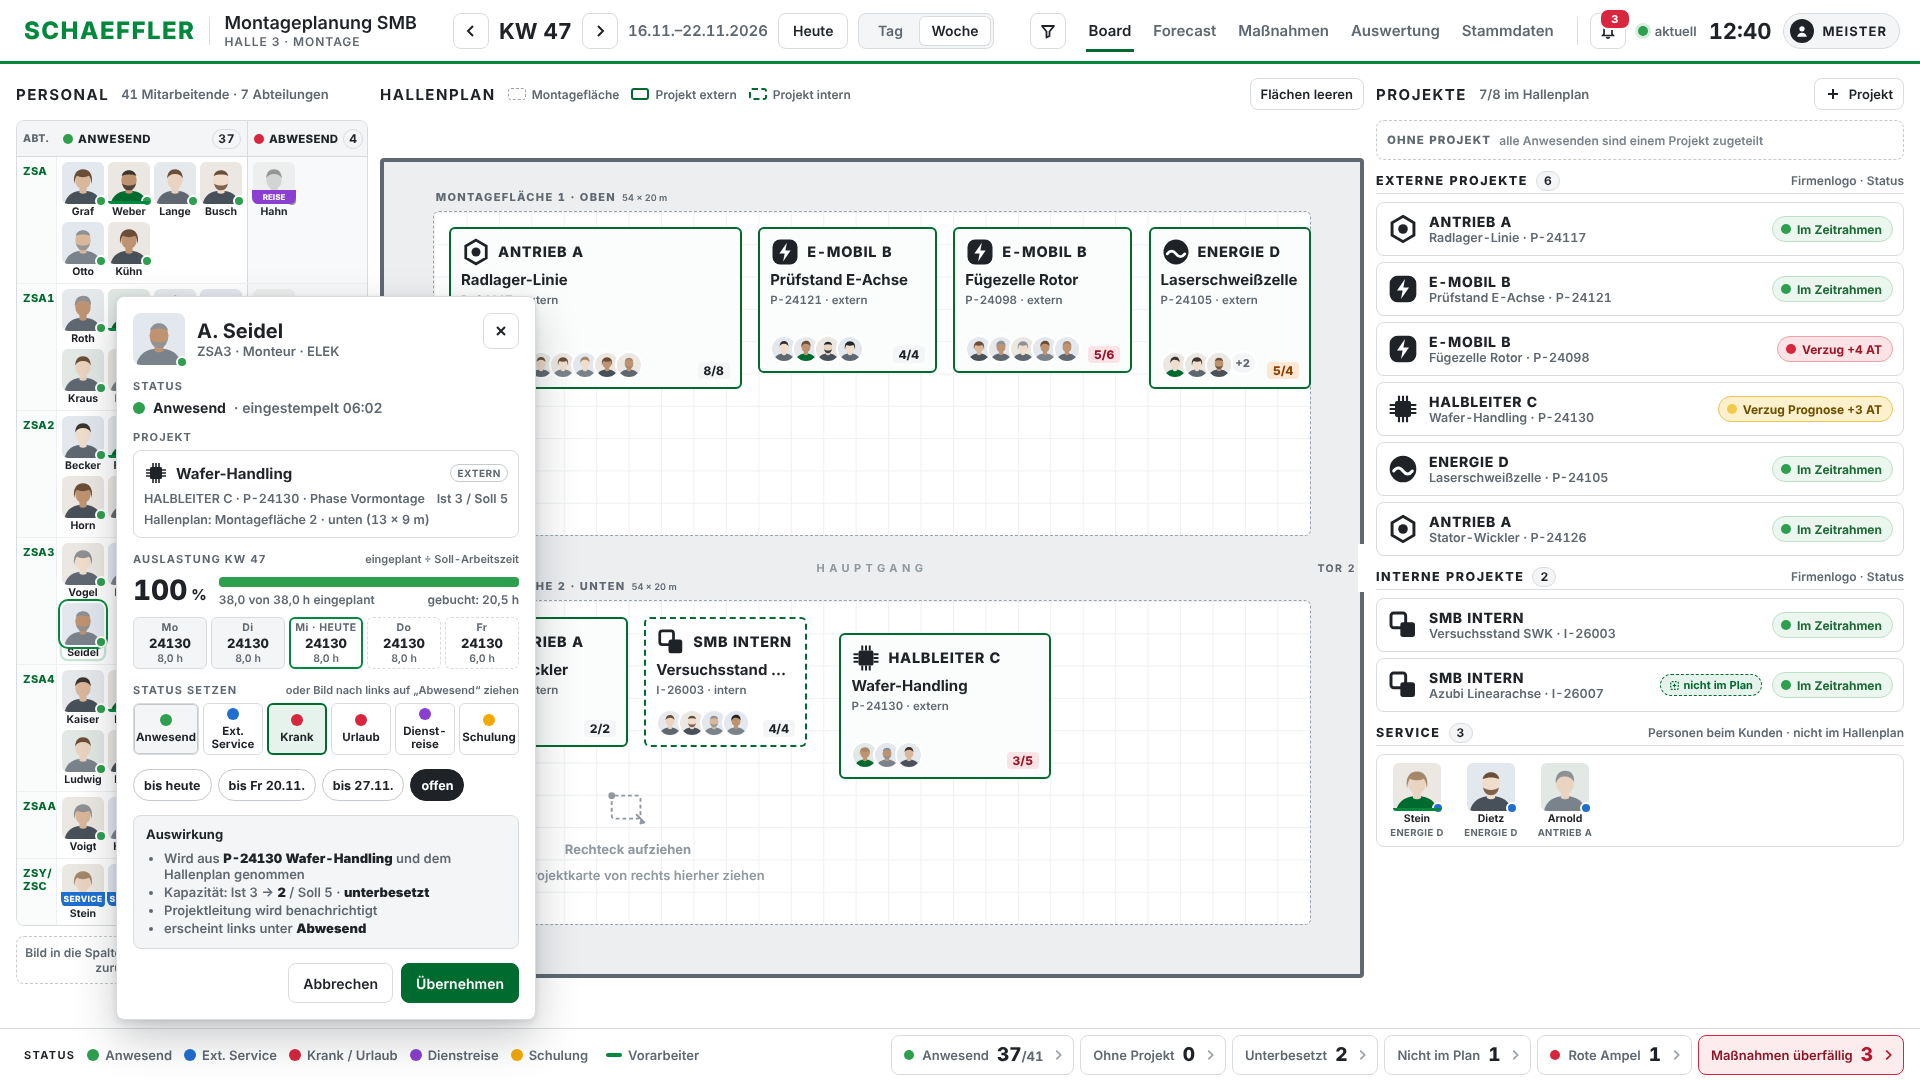 SCHAEFFLER
Montageplanung SMB
HALLE 3 · MONTAGE
KW 47
16.11.–22.11.2026
Heute
Tag
Woche
Board
Forecast
Maßnahmen
Auswertung
Stammdaten
3
aktuell
12:40
MEISTER
PERSONAL 41 Mitarbeitende · 7 Abteilungen
ABT.
ANWESEND 37
ABWESEND 4
ZSA
Graf
Weber
Lange
Busch
REISE
Hahn
Otto
Kühn
ZSA1
Roth
Kraus
ZSA2
Becker
Horn
ZSA3
Vogel
Seidel
ZSA4
Kaiser
Ludwig
ZSAA
Voigt
ZSY/
ZSC
SERVICE
Stein
Bild in die Spalte
A. Seidel
ZSA3 · Monteur · ELEK
STATUS
Anwesend · eingestempelt 06:02
PROJEKT
Wafer-Handling
EXTERN
HALBLEITER C · P-24130 · Phase Vormontage Ist 3 / Soll 5
Hallenplan: Montagefläche 2 · unten (13 × 9 m)
AUSLASTUNG KW 47
eingeplant ÷ Soll-Arbeitszeit
100 %
38,0 von 38,0 h eingeplant
gebucht: 20,5 h
Mo
24130
8,0 h
Di
24130
8,0 h
Mi · HEUTE
24130
8,0 h
Do
24130
8,0 h
Fr
24130
6,0 h
STATUS SETZEN
oder Bild nach links auf „Abwesend“ ziehen
Anwesend
Ext.
Service
Krank
Urlaub
Dienst-
reise
Schulung
bis heute
bis Fr 20.11.
bis 27.11.
offen
Auswirkung
• Wird aus P-24130 Wafer-Handling und dem
Hallenplan genommen
• Kapazität: Ist 3 → 2 / Soll 5 · unterbesetzt
• Projektleitung wird benachrichtigt
• erscheint links unter Abwesend
Abbrechen
Übernehmen
HALLENPLAN
Montagefläche
Projekt extern
Projekt intern
Flächen leeren
MONTAGEFLÄCHE 1 · OBEN 54 × 20 m
ANTRIEB A
Radlager-Linie
8/8
E-MOBIL B
Prüfstand E-Achse
P-24121 · extern
4/4
E-MOBIL B
Fügezelle Rotor
P-24098 · extern
5/6
ENERGIE D
Laserschweißzelle
P-24105 · extern
+2
5/4
HAUPTGANG
TOR 2
HE 2 · UNTEN 54 × 20 m
RIEB A
ckler
tern
2/2
SMB INTERN
Versuchsstand ...
I-26003 · intern
4/4
HALBLEITER C
Wafer-Handling
P-24130 · extern
3/5
Rechteck aufziehen
ojektkarte von rechts hierher ziehen
PROJEKTE 7/8 im Hallenplan
+ Projekt
OHNE PROJEKT alle Anwesenden sind einem Projekt zugeteilt
EXTERNE PROJEKTE 6
Firmenlogo · Status
ANTRIEB A
Radlager-Linie · P-24117
Im Zeitrahmen
E-MOBIL B
Prüfstand E-Achse · P-24121
Im Zeitrahmen
E-MOBIL B
Fügezelle Rotor · P-24098
Verzug +4 AT
HALBLEITER C
Wafer-Handling · P-24130
Verzug Prognose +3 AT
ENERGIE D
Laserschweißzelle · P-24105
Im Zeitrahmen
ANTRIEB A
Stator-Wickler · P-24126
Im Zeitrahmen
INTERNE PROJEKTE 2
Firmenlogo · Status
SMB INTERN
Versuchsstand SWK · I-26003
Im Zeitrahmen
SMB INTERN
Azubi Linearachse · I-26007
nicht im Plan
Im Zeitrahmen
SERVICE 3
Personen beim Kunden · nicht im Hallenplan
Stein
ENERGIE D
Dietz
ENERGIE D
Arnold
ANTRIEB A
STATUS
Anwesend
Ext. Service
Krank / Urlaub
Dienstreise
Schulung
Vorarbeiter
Anwesend 37/41
Ohne Projekt 0
Unterbesetzt 2
Nicht im Plan 1
Rote Ampel 1
Maßnahmen überfällig 3